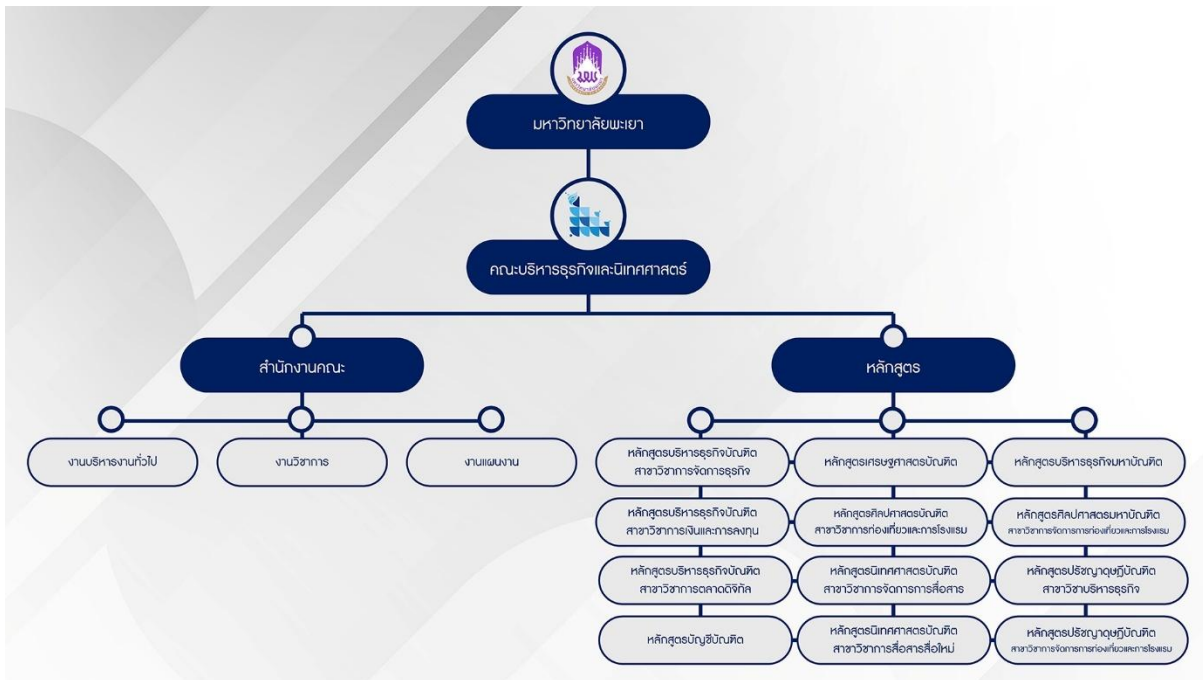 มหาวิทยาลัยพะเยา
คณะบริหารธุรกิจและนิเทศศาสตร์
สำนักงานคณะ
หลักสูตร
งานบริหารงานทั่วไป
งานวิชาการ
งานแผนงาน
หลักสูตรบริหารธุรกิจบัณฑิต
สาขาวิชาการจัดการธุรกิจ
หลักสูตรเศรษฐศาสตรบัณฑิต
หลักสูตรบริหารธุรกิจมหาบัณฑิต
หลักสูตรบริหารธุรกิจบัณฑิต
สาขาวิชาการเงินและการลงทุน
หลักสูตรศิลปศาสตรบัณฑิต
สาขาวิชาการท่องเที่ยวและการโรงแรม
หลักสูตรศิลปศาสตรมหาบัณฑิต
สาขาวิชาการจัดการการท่องเที่ยวและการโรงแรม
หลักสูตรบริหารธุรกิจบัณฑิต
สาขาวิชาการตลาดดิจิทัล
หลักสูตรนิเทศศาสตรบัณฑิต
สาขาวิชาการจัดการการสื่อสาร
หลักสูตรปรัชญาดุษฎีบัณฑิต
สาขาวิชาบริหารธุรกิจ
หลักสูตรบัญชีบัณฑิต
หลักสูตรนิเทศศาสตรบัณฑิต
สาขาวิชาการสื่อสารสื่อใหม่
หลักสูตรปรัชญาดุษฎีบัณฑิต
สาขาวิชาการจัดการการท่องเที่ยวและการโรงแรม